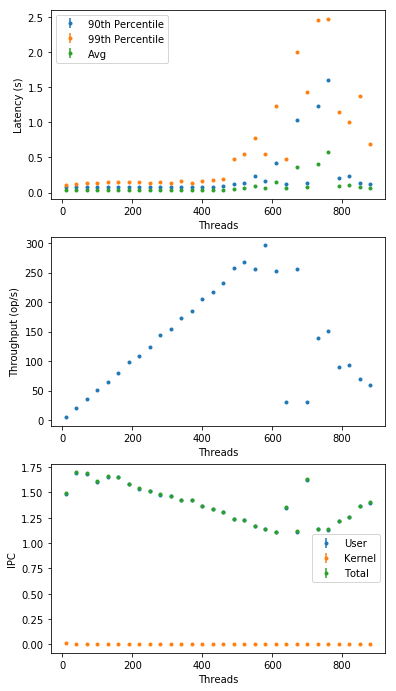 2.5
2.0
1.5
1.0
0.5
0.0
Latency (s)
90th Percentile
99th Percentile
Avg
0 200 400 600 800
Threads
300
250
200
150
100
50
0
Throughput (op/s)
0 200 400 600 800
Threads
1.75
1.50
1.25
1.00
0.75
0.50
0.25
0.00
IPC
User
Kernel
Total
0 200 400 600 800
Threads